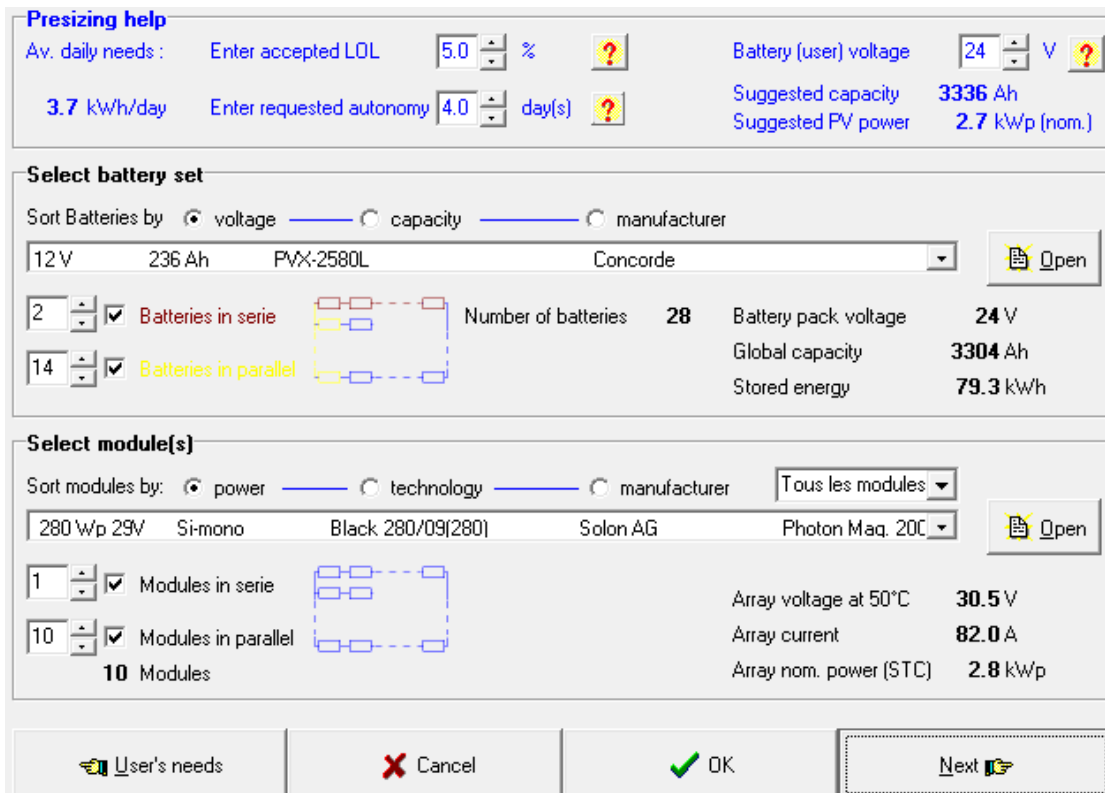 Presizing help
Av. daily needs : Enter accepted LOL 5.0 % ? Battery (user) voltage 24 V ?
3.7 kWh/day Enter requested autonomy 4.0 day(s) ? Suggested capacity 3336 Ah
Suggested PV power 2.7 kWp (nom.)
Select battery set
Sort Batteries by voltage capacity manufacturer
12 V 236 Ah PVX-2580L Concorde Open
2 Batteries in serie Number of batteries 28 Battery pack voltage 24 V
Global capacity 3304 Ah
14 Batteries in parallel Stored energy 79.3 kWh
Select module(s)
Sort modules by: power technology manufacturer Tous les modules
280 Wp 29V Si-mono Black 280/09(280) Solon AG Photon Mag. 200 Open
1 Modules in serie Array voltage at 50°C 30.5 V
10 Modules in parallel Array current 82.0 A
10 Modules Array nom. power (STC) 2.8 kWp
User's needs Cancel OK Next